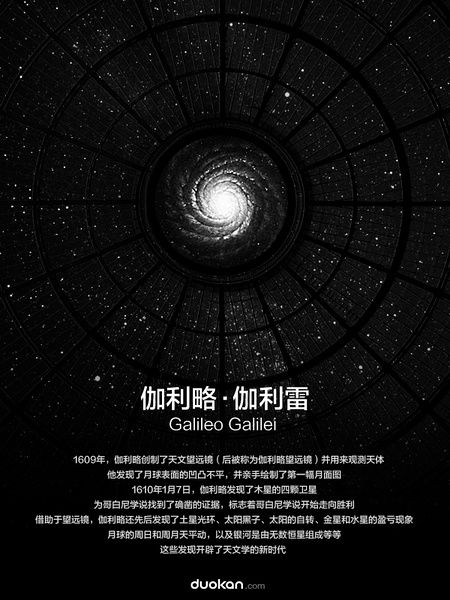 伽利略·伽利雷
Galileo Galilei
1609年，伽利略创制了天文望远镜（后被称为伽利略望远镜）并用来观测天体
他发现了月球表面的凹凸不平，并亲手绘制了第一幅月面图
1610年1月7日，伽利略发现了木星的四颗卫星
为哥白尼学说找到了确凿的证据，标志着哥白尼学说开始走向胜利
借助于望远镜，伽利略还先后发现了土星光环、太阳黑子、太阳的自转、金星和水星的盈亏现象
月球的周日和周月天平动，以及银河是由无数恒星组成等等
这些发现开辟了天文学的新时代
duokan.com